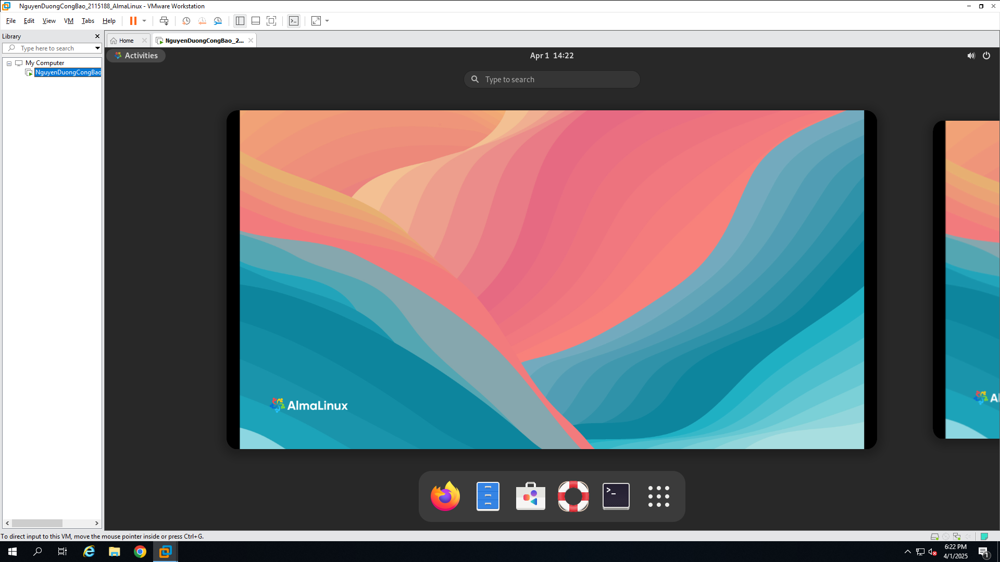 NguyenDuongCongBao_2115188_AlmaLinux - VMware Workstation
File Edit View VM Tabs Help
Library
Type here to search
My Computer
NguyenDuongCongBao
Home
NguyenDuongCongBao_2...
Activities
Apr 1 14:22
Type to search
AlmaLinux
Al
>_
To direct input to this VM, move the mouse pointer inside or press Ctrl+G.
6:22 PM
4/1/2025
1